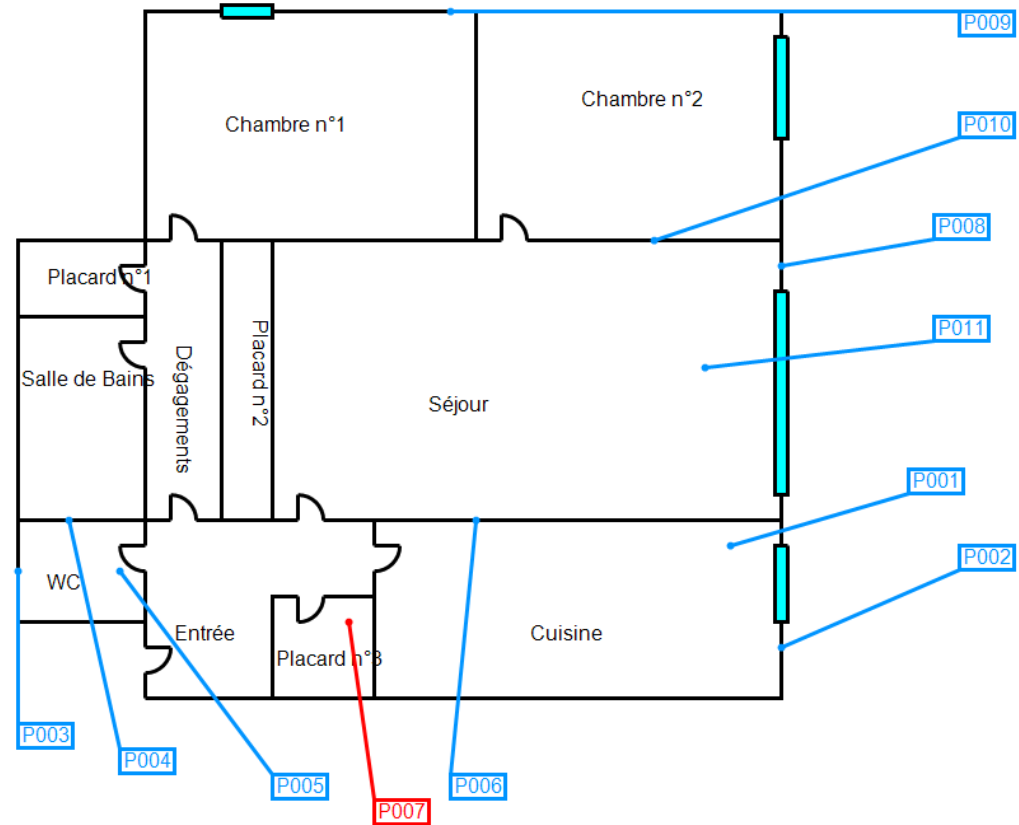 P009
Chambre n°2
Chambre n°1
P010
P008
Placard n°1
P011
Placard n°2
Dégagements
Salle de Bains
Séjour
P001
P002
WC
Entrée
Cuisine
Placard n°3
P003
P004
P005
P006
P007